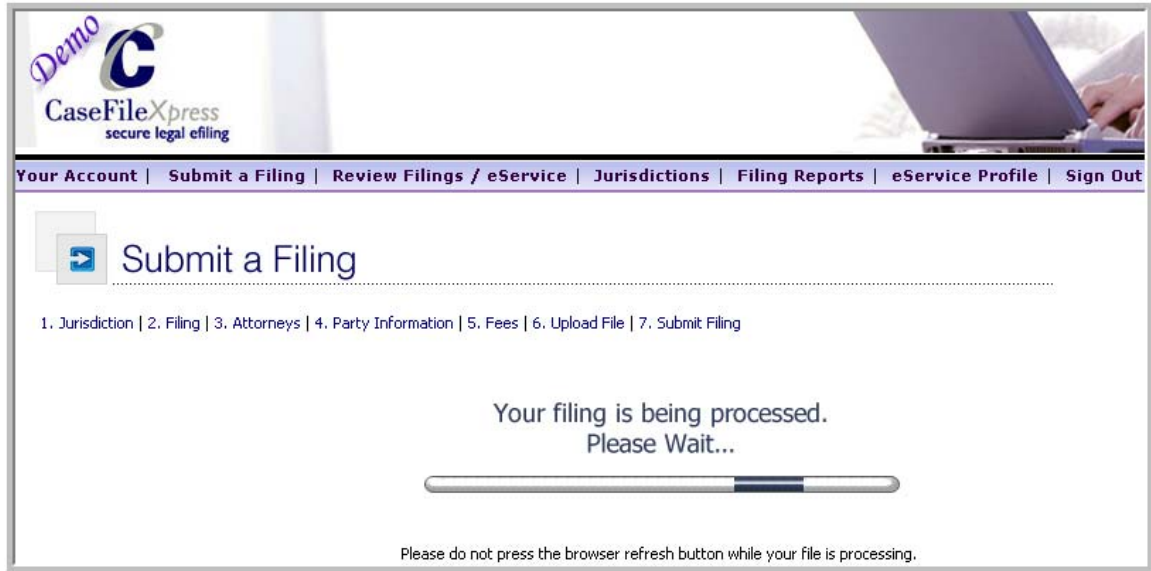 Demo
C
CaseFileXpress
secure legal efiling
Your Account | Submit a Filing | Review Filings / eService | Jurisdictions | Filing Reports | eService Profile | Sign Out
Submit a Filing
1. Jurisdiction | 2. Filing | 3. Attorneys | 4. Party Information | 5. Fees | 6. Upload File | 7. Submit Filing
Your filing is being processed.
Please Wait...
Please do not press the browser refresh button while your file is processing.